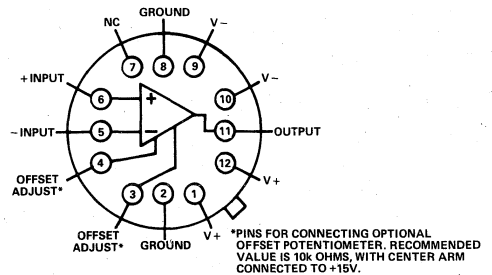 GROUND
NC
V−
7
8
9
+INPUT
6
+
10
V−
−INPUT
5
−
11
OUTPUT
4
12
OFFSET
ADJUST*
3
2
1
V+
OFFSET
ADJUST*
GROUND
V+
*PINS FOR CONNECTING OPTIONAL
OFFSET POTENTIOMETER. RECOMMENDED
VALUE IS 10k OHMS, WITH CENTER ARM
CONNECTED TO +15V.